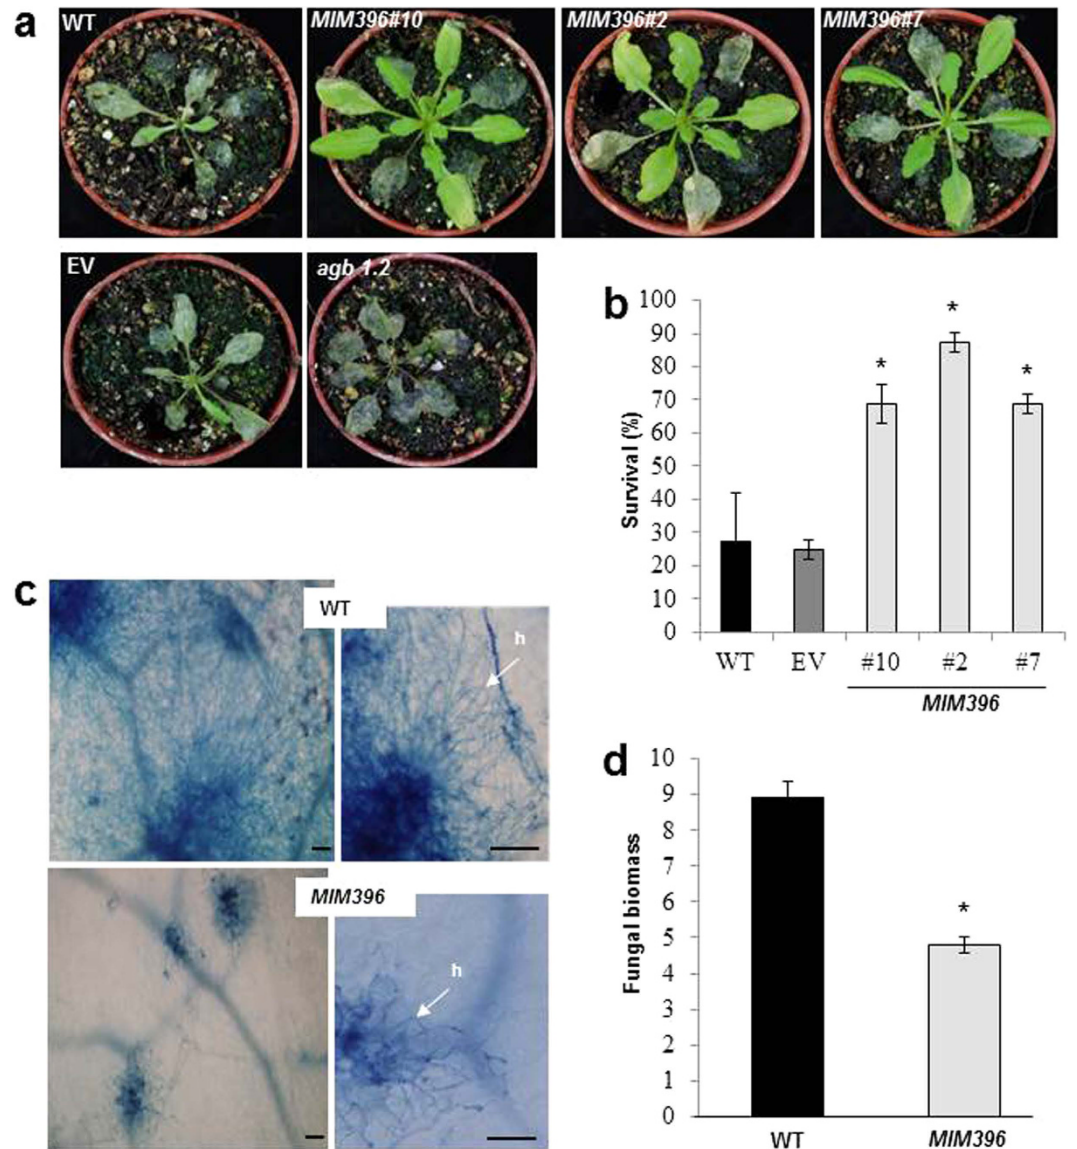 a
WT
MIM396#10
MIM396#2
MIM396#7
EV
agb 1.2
b
Survival (%)
100
90
80
70
60
50
40
30
20
10
0
*
*
*
WT
EV
#10
#2
#7
MIM396
c
WT
h
MIM396
h
d
Fungal biomass
10
9
8
7
6
5
4
3
2
1
0
*
WT
MIM396